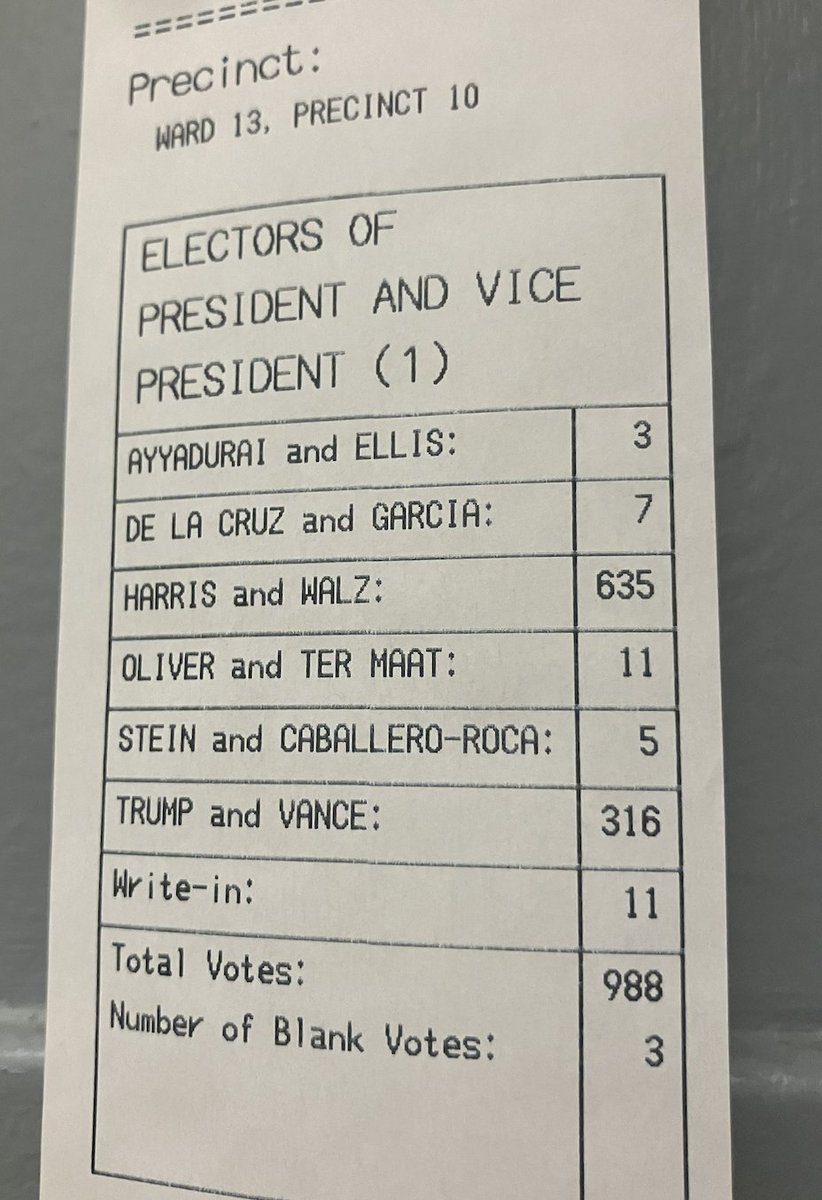 ==========
Precinct:
WARD 13, PRECINCT 10
ELECTORS OF
PRESIDENT AND VICE
PRESIDENT (1)
AYYADURAI and ELLIS: 3
DE LA CRUZ and GARCIA: 7
HARRIS and WALZ: 635
OLIVER and TER MAAT: 11
STEIN and CABALLERO-ROCA: 5
TRUMP and VANCE: 316
Write-in: 11
Total Votes: 988
Number of Blank Votes: 3